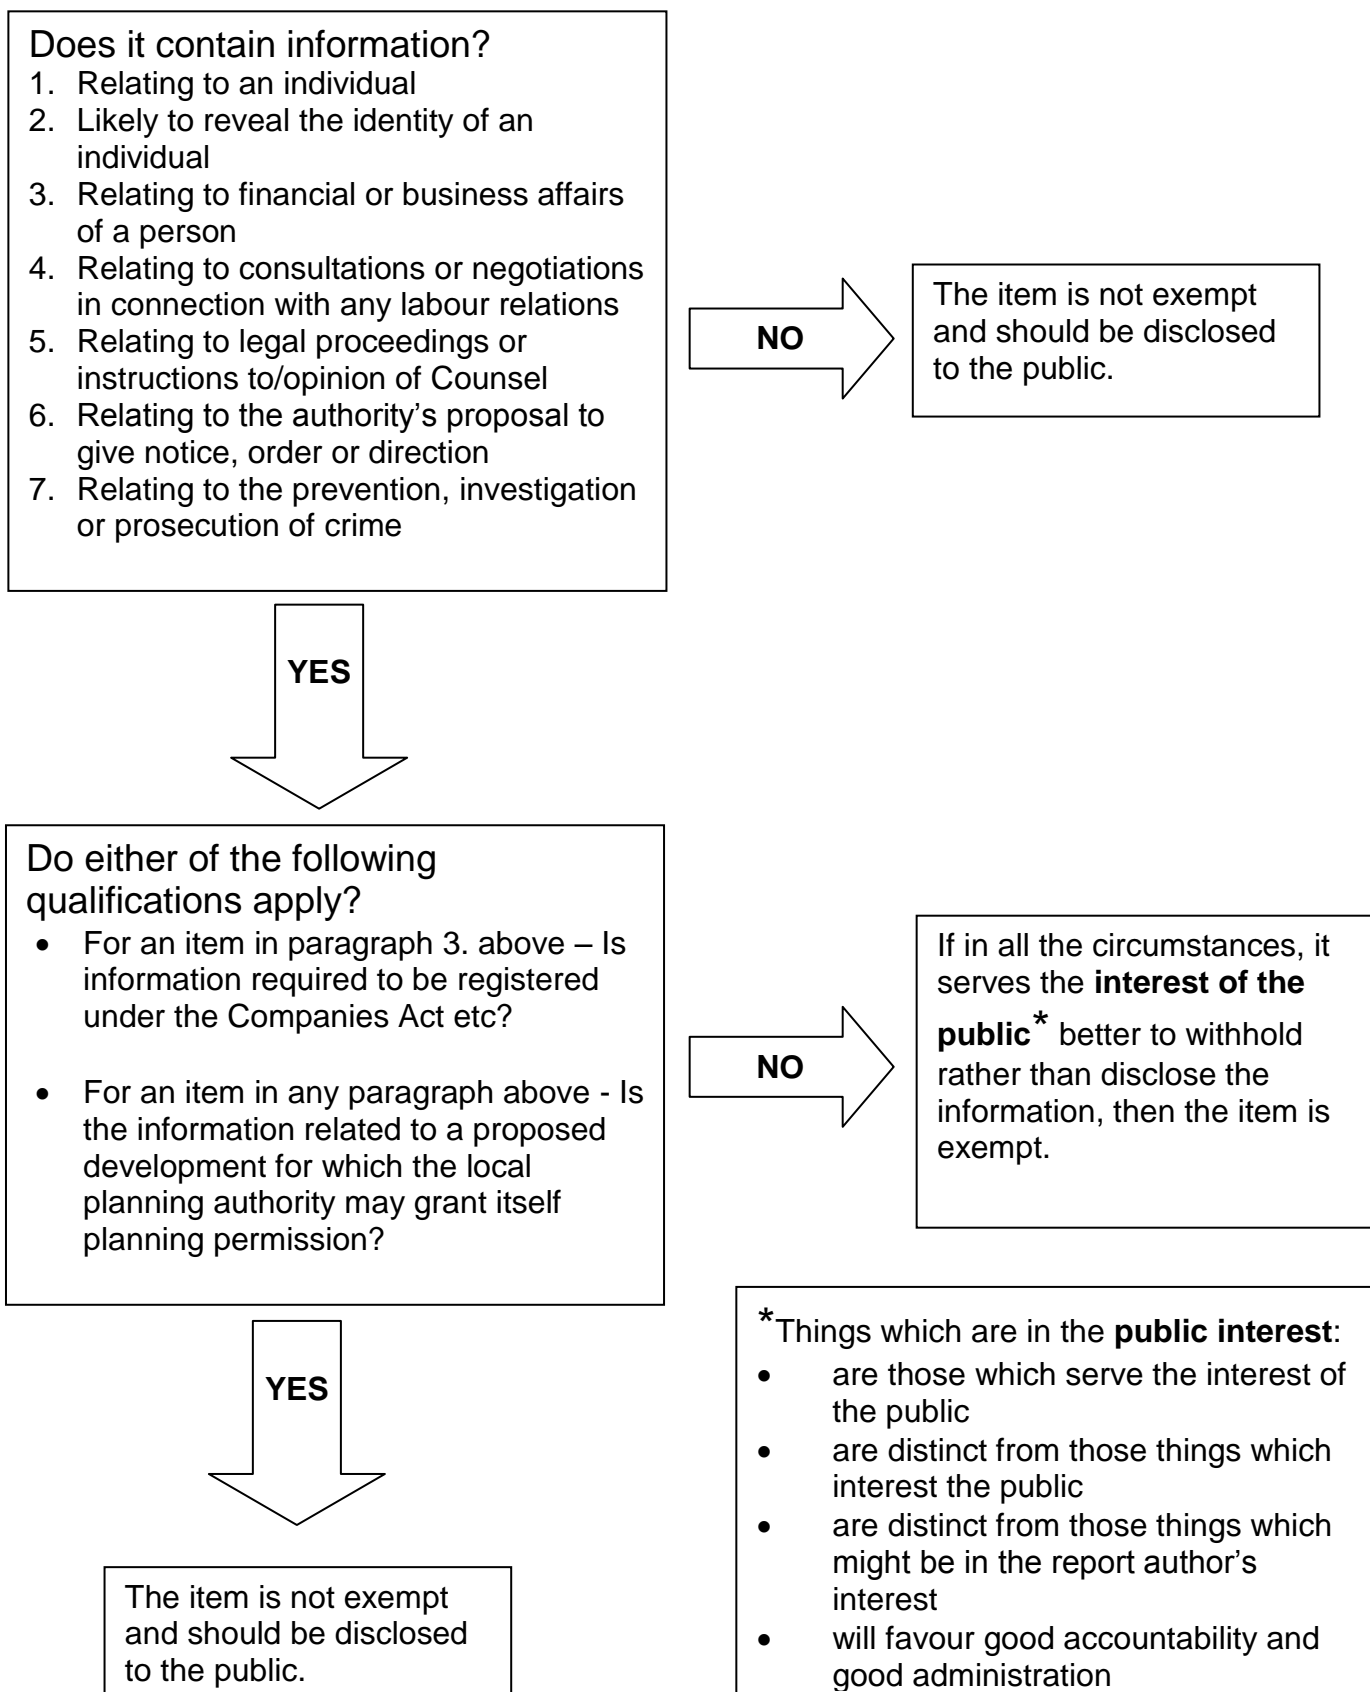 Does it contain information?
1. Relating to an individual
2. Likely to reveal the identity of an
individual
3. Relating to financial or business affairs
of a person
4. Relating to consultations or negotiations
in connection with any labour relations
5. Relating to legal proceedings or
instructions to/opinion of Counsel
6. Relating to the authority’s proposal to
give notice, order or direction
7. Relating to the prevention, investigation
or prosecution of crime
NO
The item is not exempt
and should be disclosed
to the public.
YES
Do either of the following
qualifications apply?
• For an item in paragraph 3. above – Is
information required to be registered
under the Companies Act etc?
• For an item in any paragraph above - Is
the information related to a proposed
development for which the local
planning authority may grant itself
planning permission?
NO
If in all the circumstances, it
serves the interest of the
public* better to withhold
rather than disclose the
information, then the item is
exempt.
YES
The item is not exempt
and should be disclosed
to the public.
*Things which are in the public interest:
• are those which serve the interest of
the public
• are distinct from those things which
interest the public
• are distinct from those things which
might be in the report author’s
interest
• will favour good accountability and
good administration